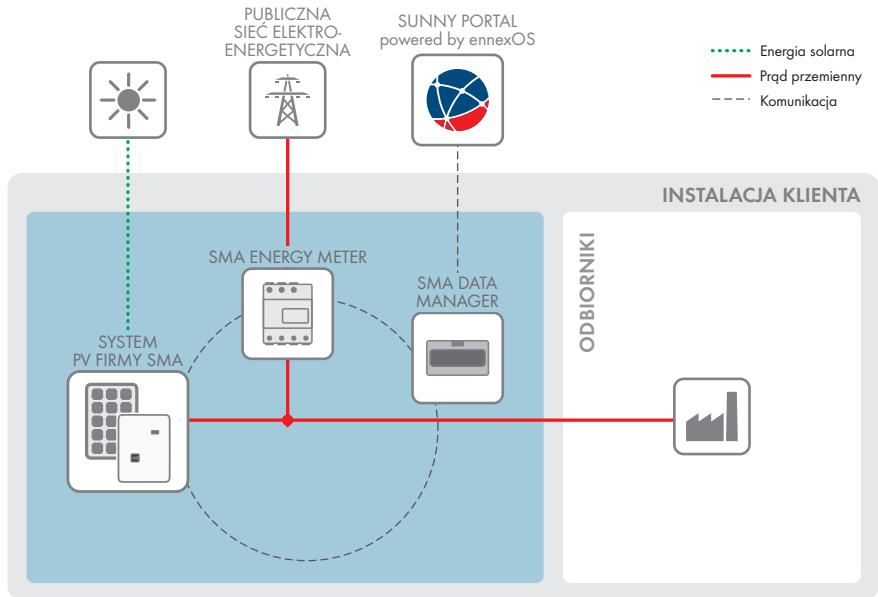 PUBLICZNA
SIEĆ ELEKTRO-
ENERGETYCZNA
SUNNY PORTAL
powered by ennexOS
Energia solarna
Prąd przemienny
Komunikacja
INSTALACJA KLIENTA
SMA ENERGY METER
SMA DATA
MANAGER
ODBIORNIKI
SYSTEM
PV FIRMY SMA